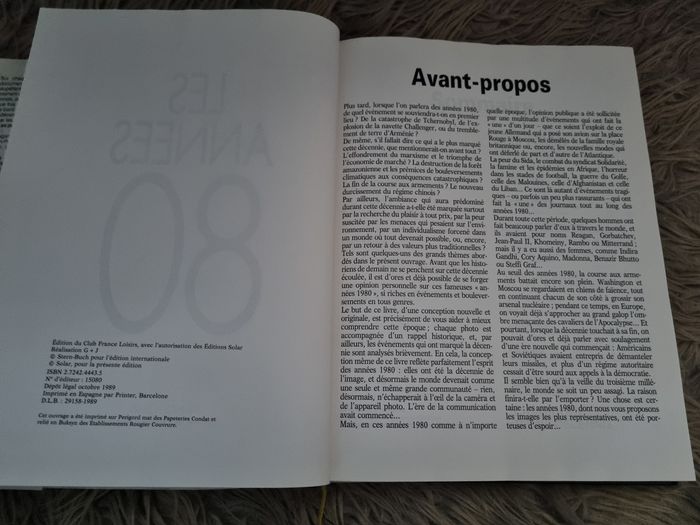 LES
ANNÉES
80
Édition du Club France Loisirs, avec l'autorisation des Éditions Solar
Réalisation G + J
© Stern-Buch pour l'édition internationale
© Solar, pour la présente édition
ISBN 2.7242-4443.5
N° d'éditeur : 15080
Dépôt légal octobre 1989
Imprimé en Espagne par Printer, Barcelone
D.L.B. : 29158-1989
Cet ouvrage a été imprimé sur Périgord mat des Papeteries Condat et
relié en Buksyn des Établissements Rougier Couvrure.
Avant-propos
Plus tard, lorsque l'on parlera des années 1980,
de quel événement se souviendra-t-on en premier
lieu ? De la catastrophe de Tchernobyl, de l'ex-
plosion de la navette Challenger, ou du tremble-
ment de terre d'Arménie ?
De même, s'il fallait dire ce qui a le plus marqué
cette décennie, que mentionnerait-on avant tout ?
L'effondrement du marxisme et le triomphe de
l'économie de marché ? La destruction de la forêt
amazonienne et les prémices de bouleversements
climatiques aux conséquences catastrophiques ?
La fin de la course aux armements ? Le nouveau
durcissement du régime chinois ?
Par ailleurs, l'ambiance qui aura prédominé
durant cette décennie a-t-elle été marquée surtout
par la recherche du plaisir à tout prix, par la peur
suscitée par les menaces qui pesaient sur l'envi-
ronnement, par un individualisme forcené dans
un monde où tout devenait possible, ou, encore,
par un retour à des valeurs plus traditionnelles ?
Tels sont quelques-uns des grands thèmes abor-
dés dans le présent ouvrage. Avant que les histo-
riens de demain ne se penchent sur cette décennie
écoulée, il est d'ores et déjà possible de se forger
une opinion personnelle sur ces fameuses « an-
nées 1980 », si riches en événements et boulever-
sements en tous genres.
Le but de ce livre, d'une conception nouvelle et
originale, est précisément de vous aider à mieux
comprendre cette époque ; chaque photo est
accompagnée d'un rappel historique, et, par
ailleurs, les événements qui ont marqué la décen-
nie sont analysés brièvement. En cela, la concep-
tion même de ce livre reflète parfaitement l'esprit
des années 1980 : elles ont été la décennie de
l'image, et désormais le monde devenait comme
une seule et même grande communauté – rien,
désormais, n'échapperait à l'œil de la caméra et
de l'appareil photo. L'ère de la communication
avait commencé...
Mais, en ces années 1980 comme à n'importe
quelle époque, l'opinion publique a été sollicitée
par une multitude d'événements qui ont fait la
« une » d'un jour – que ce soient l'exploit de ce
jeune Allemand qui a posé son avion sur la place
Rouge à Moscou, les démêlés de la famille royale
britannique ou, encore, les nouvelles modes qui
ont déferlé de part et d'autre de l'Atlantique.
La peur du Sida, le combat du syndicat Solidarité,
la famine et les épidémies en Afrique, l'horreur
dans les stades de football, la guerre du Golfe,
celle des Malouines, celle d'Afghanistan et celle
du Liban... Ce sont là autant d'événements tragi-
ques – ou parfois un peu plus rassurants – qui ont
fait la « une » des journaux tout au long des
années 1980...
Durant toute cette période, quelques hommes ont
fait beaucoup parler d'eux à travers le monde, et
ils avaient pour noms Reagan, Gorbatchev,
Jean-Paul II, Khomeiny, Rambo ou Mitterrand ;
mais il y a eu aussi des femmes, comme Indira
Gandhi, Cory Aquino, Madonna, Benazir Bhutto
ou Steffi Graf...
Au seuil des années 1980, la course aux arme-
ments battait encore son plein. Washington et
Moscou se regardaient en chiens de faïence, tout
en continuant chacun de son côté à grossir son
arsenal nucléaire ; pendant ce temps, en Europe,
on voyait déjà s'approcher au grand galop l'om-
bre menaçante des cavaliers de l'Apocalypse... Et
pourtant, lorsque la décennie touchait à sa fin, on
pouvait d'ores et déjà parler avec soulagement
d'une ère nouvelle qui commençait ; Américains
et Soviétiques avaient entrepris de démanteler
leurs missiles, et plus d'un régime autoritaire
cessait d'être sourd aux appels à la démocratie.
Il semble bien qu'à la veille du troisième millé-
naire, le monde se soit un peu assagi. La raison
finira-t-elle par l'emporter ? Une chose est cer-
taine : les années 1980, dont nous vous proposons
les images les plus représentatives, ont été por-
teuses d'espoir...